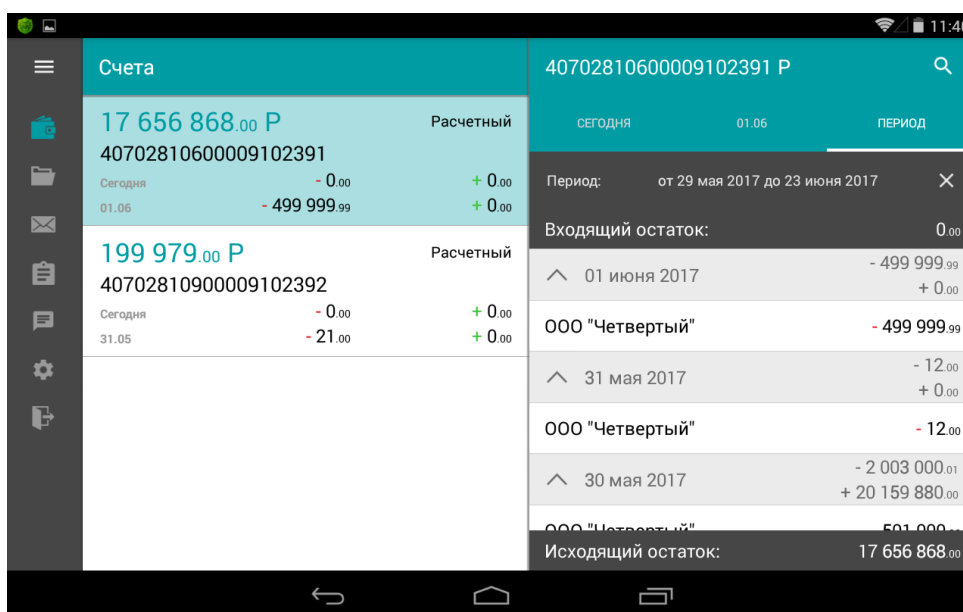 11:40
Счета
17 656 868.00 Р Расчетный
40702810600009102391
Сегодня - 0.00 + 0.00
01.06 - 499 999.99 + 0.00
199 979.00 Р Расчетный
40702810900009102392
Сегодня - 0.00 + 0.00
31.05 - 21.00 + 0.00
40702810600009102391 Р
СЕГОДНЯ 01.06 ПЕРИОД
Период: от 29 мая 2017 до 23 июня 2017
Входящий остаток: 0.00
01 июня 2017 - 499 999.99
+ 0.00
ООО "Четвертый" - 499 999.99
31 мая 2017 - 12.00
+ 0.00
ООО "Четвертый" - 12.00
30 мая 2017 - 2 003 000.01
+ 20 159 880.00
ООО "Четвертый"
Исходящий остаток: 17 656 868.00